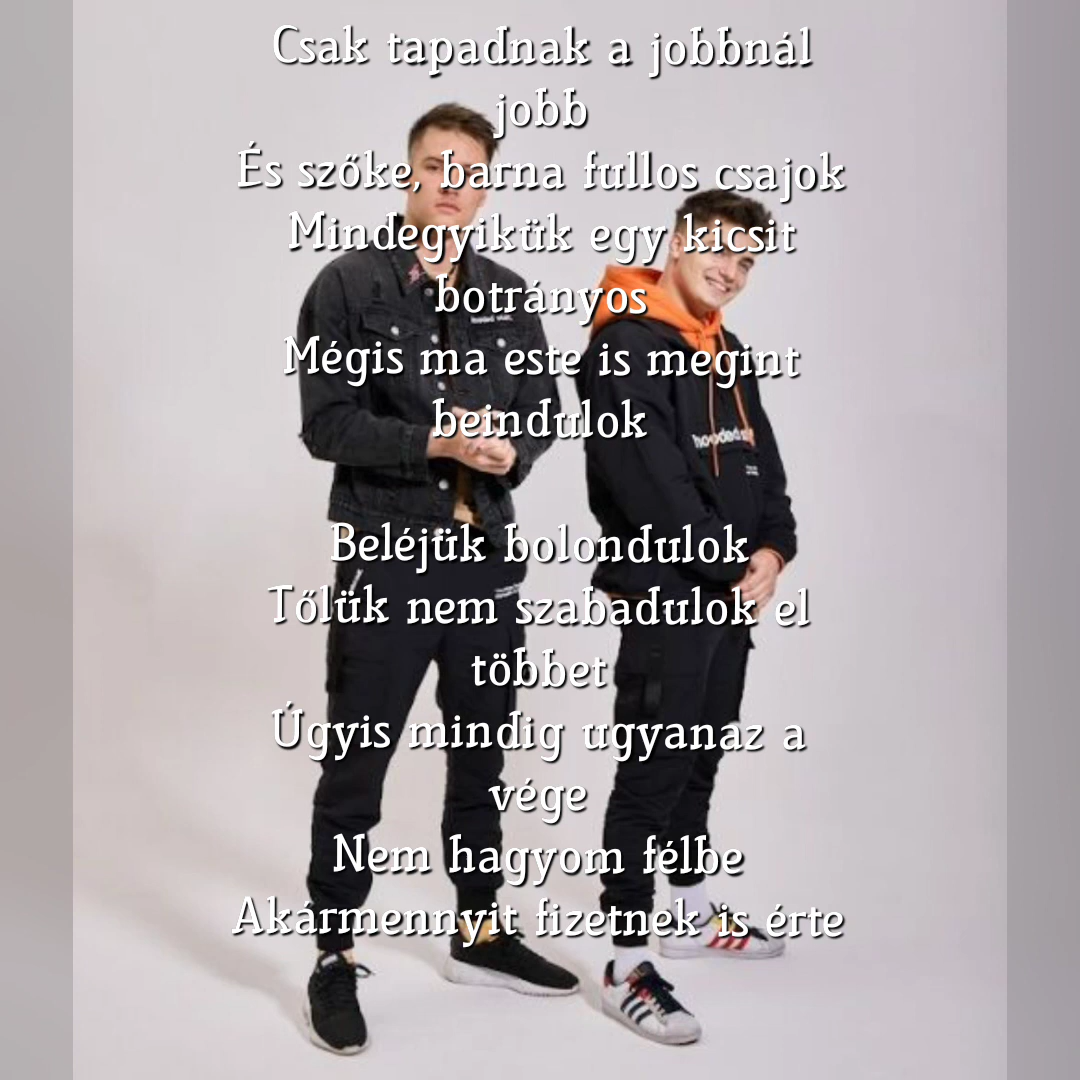 Csak tapadnak a jobbnál
jobb
És szőke, barna fullos csajok
Mindegyikük egy kicsit
botrányos
Mégis ma este is megint
beindulok
Beléjük bolondulok
Tőlük nem szabadulok el
többet
Úgyis mindig ugyanaz a
vége
Nem hagyom félbe
Akármennyit fizetnek is érte